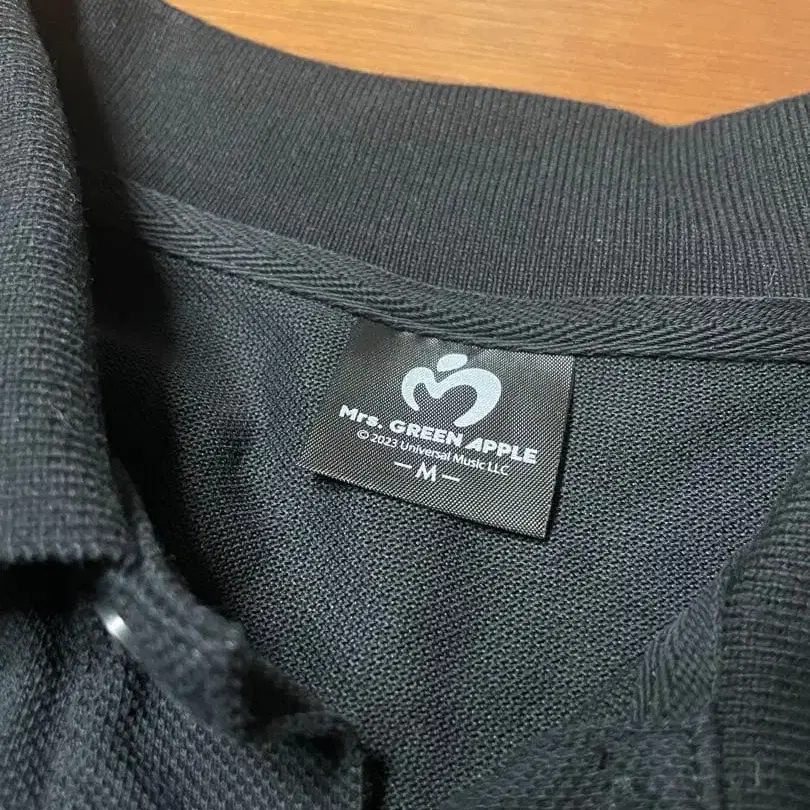 Mrs. GREEN APPLE
© 2023 Universal Music LLC
— M —